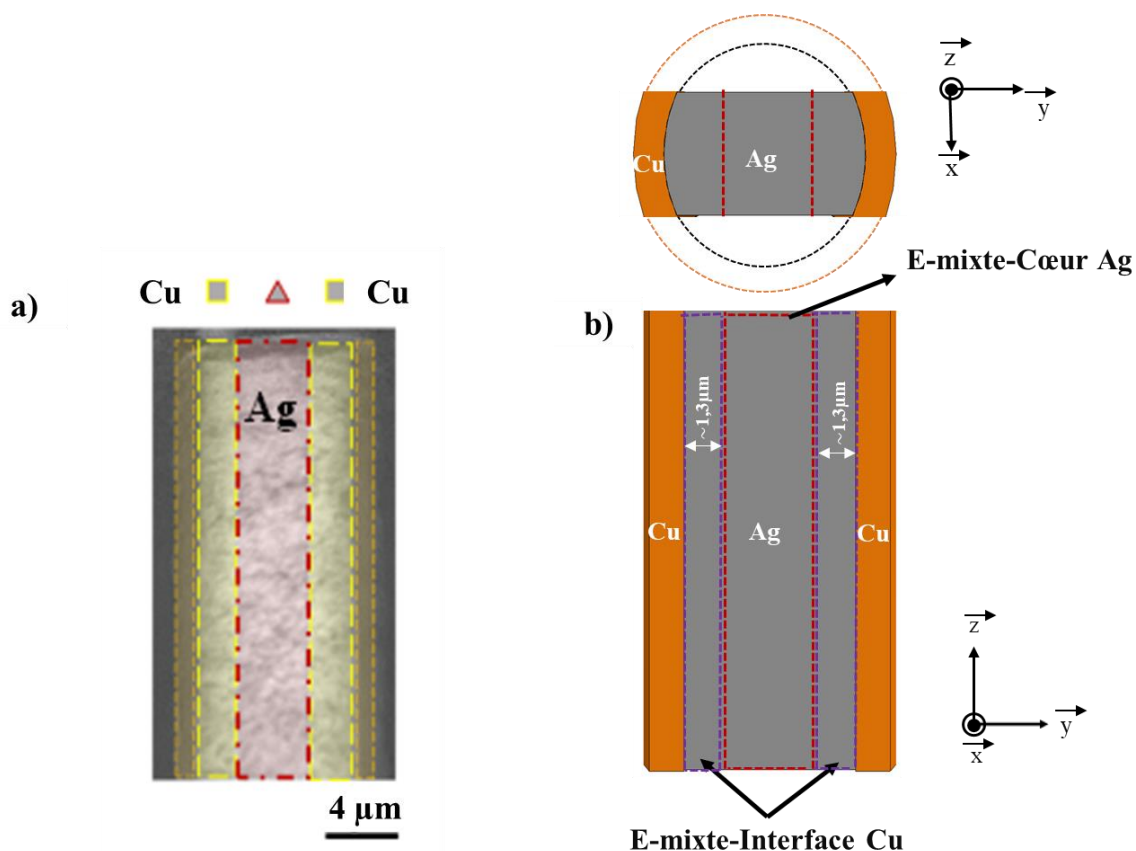 a)
Cu Cu
Ag
4 µm
z
y
x
Cu
Ag
E-mixte-Cœur Ag
b)
~1,3µm
~1,3µm
Cu
Ag
Cu
z
y
x
E-mixte-Interface Cu